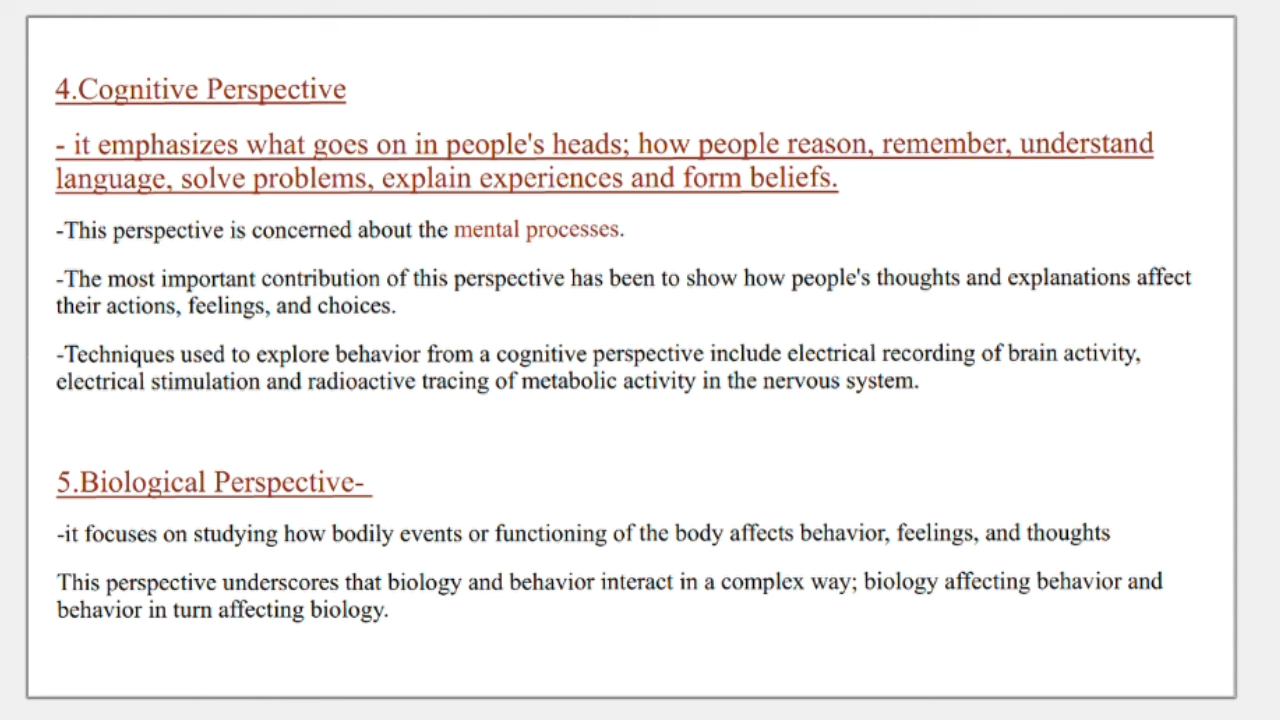 4.Cognitive Perspective
- it emphasizes what goes on in people's heads; how people reason, remember, understand
language, solve problems, explain experiences and form beliefs.
-This perspective is concerned about the mental processes.
-The most important contribution of this perspective has been to show how people's thoughts and explanations affect
their actions, feelings, and choices.
-Techniques used to explore behavior from a cognitive perspective include electrical recording of brain activity,
electrical stimulation and radioactive tracing of metabolic activity in the nervous system.
5.Biological Perspective-
-it focuses on studying how bodily events or functioning of the body affects behavior, feelings, and thoughts
This perspective underscores that biology and behavior interact in a complex way; biology affecting behavior and
behavior in turn affecting biology.